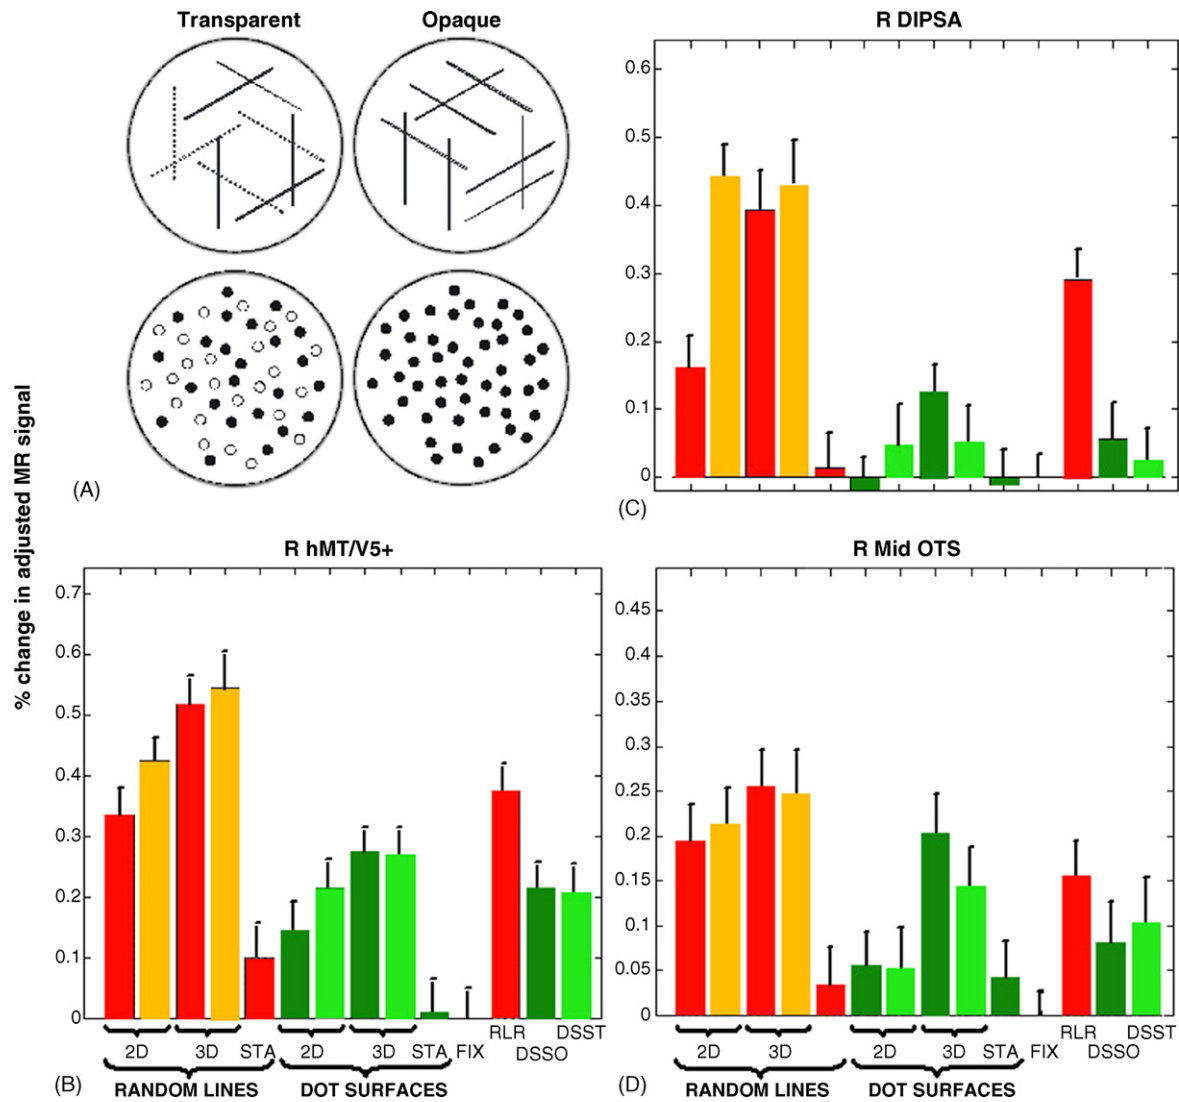 Transparent Opaque
(A)
R DIPSA
0.6
0.5
0.4
0.3
0.2
0.1
0
(C)
% change in adjusted MR signal
R hMT/V5+
0.7
0.6
0.5
0.4
0.3
0.2
0.1
0
2D 3D STA 2D 3D STA FIX RLR DSSO DSST
(B) RANDOM LINES DOT SURFACES
R Mid OTS
0.45
0.4
0.35
0.3
0.25
0.2
0.15
0.1
0.05
0
2D 3D 2D 3D STA FIX RLR DSSO DSST
(D) RANDOM LINES DOT SURFACES